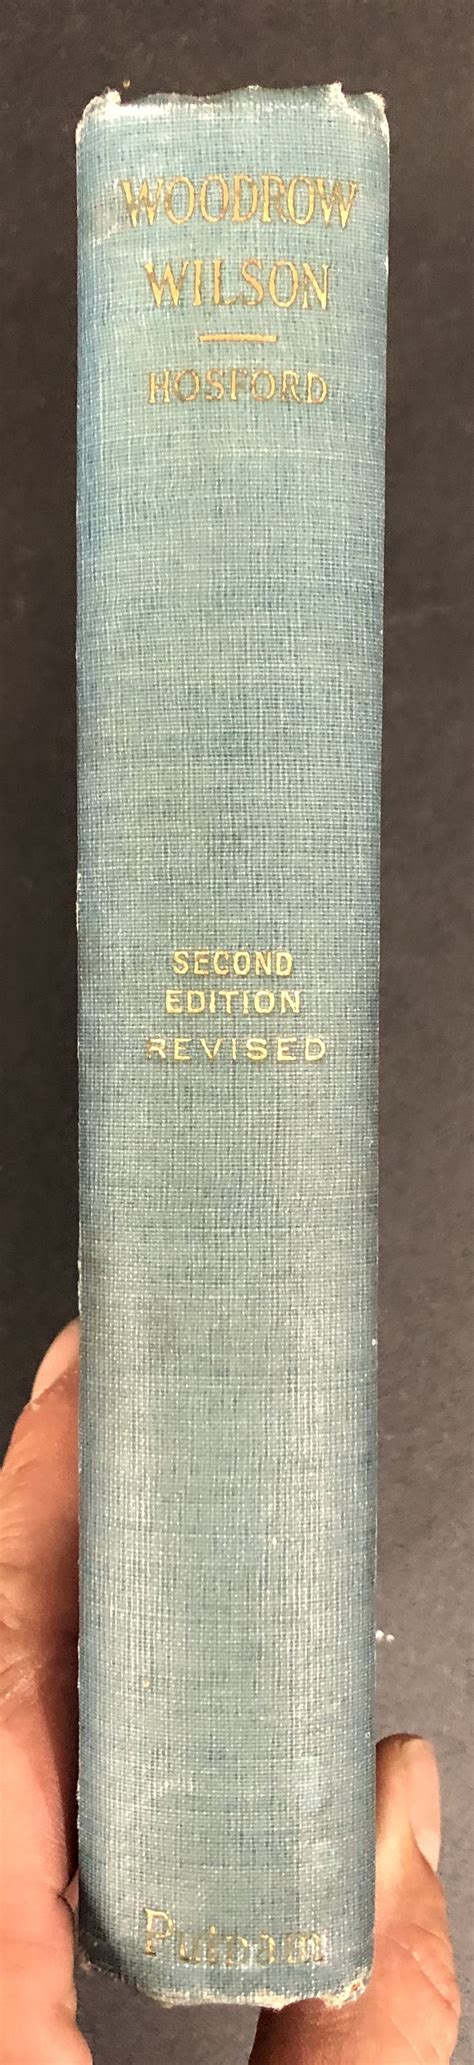 WOODROW
WILSON
HOSFORD
SECOND
EDITION
REVISED
Putnam